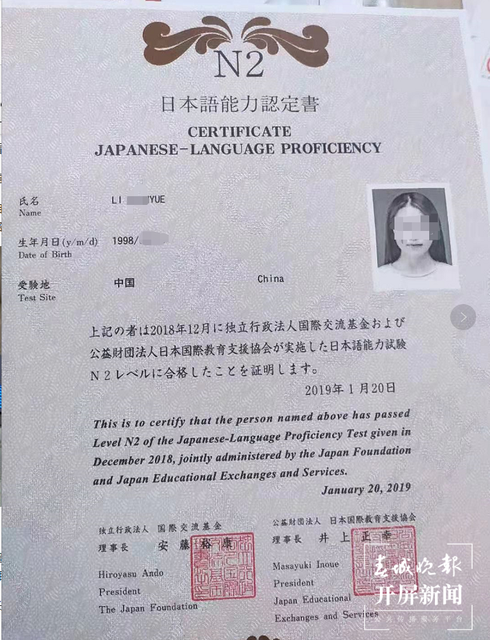 N2
日本語能力認定書
CERTIFICATE
JAPANESE-LANGUAGE PROFICIENCY
氏名
Name
LI YUE
生年月日(y/m/d)
Date of Birth
1998/
受験地
Test Site
中国
China
上記の者は2018年12月に独立行政法人国際交流基金および
公益財団法人日本国際教育支援協会が実施した日本語能力試験
N2レベルに合格したことを証明します。
2019年1月20日
This is to certify that the person named above has passed
Level N2 of the Japanese-Language Proficiency Test given in
December 2018, jointly administered by the Japan Foundation
and Japan Educational Exchanges and Services.
January 20, 2019
独立行政法人 国際交流基金
理事長 安藤裕康
Hiroyasu Ando
President
The Japan Foundation
公益財団法人 日本国際教育支援協会
理事長 井上正幸
Masayuki Inoue
President
Japan Educational
Exchanges and Services
春城晚报
开屏新闻